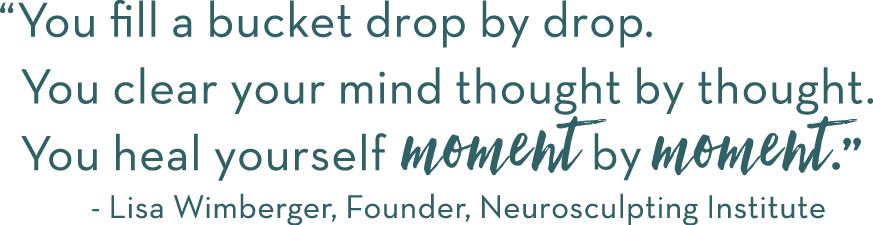 “You fill a bucket drop by drop.
You clear your mind thought by thought.
You heal yourself moment by moment.”
- Lisa Wimberger, Founder, Neurosculpting Institute